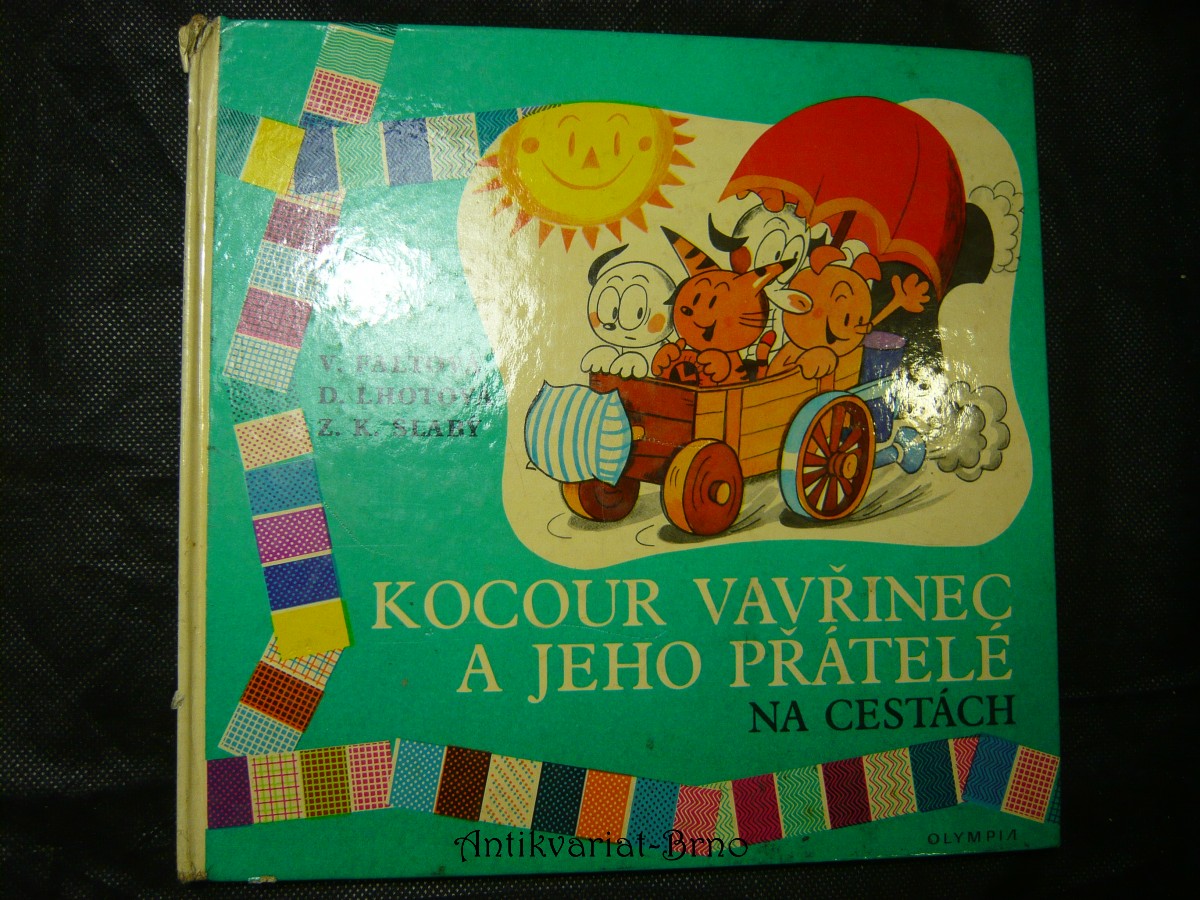 V. FALTOVÁ
D. LHOTOVÁ
Z. K. SLABÝ
KOCOUR VAVŘINEC
A JEHO PŘÁTELÉ
NA CESTÁCH
OLYMPIA
Antikvariat-Brno